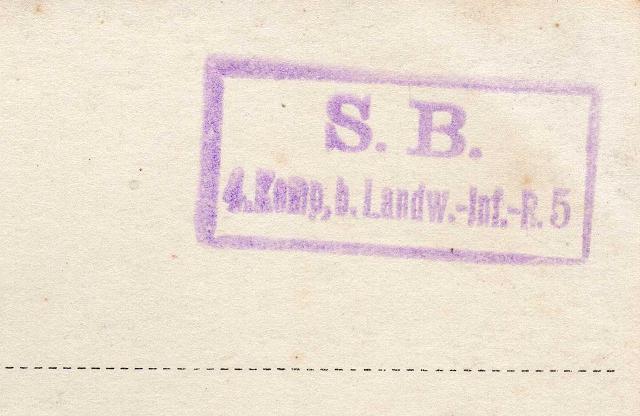 S. B.
4. Komp, b. Landw.-Inf.-R. 5